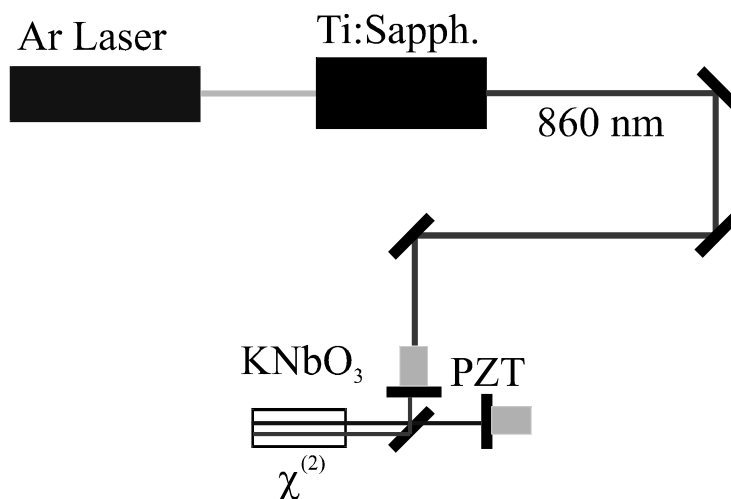 Ar Laser
Ti:Sapph.
860 nm
KNbO₃
PZT
χ⁽²⁾